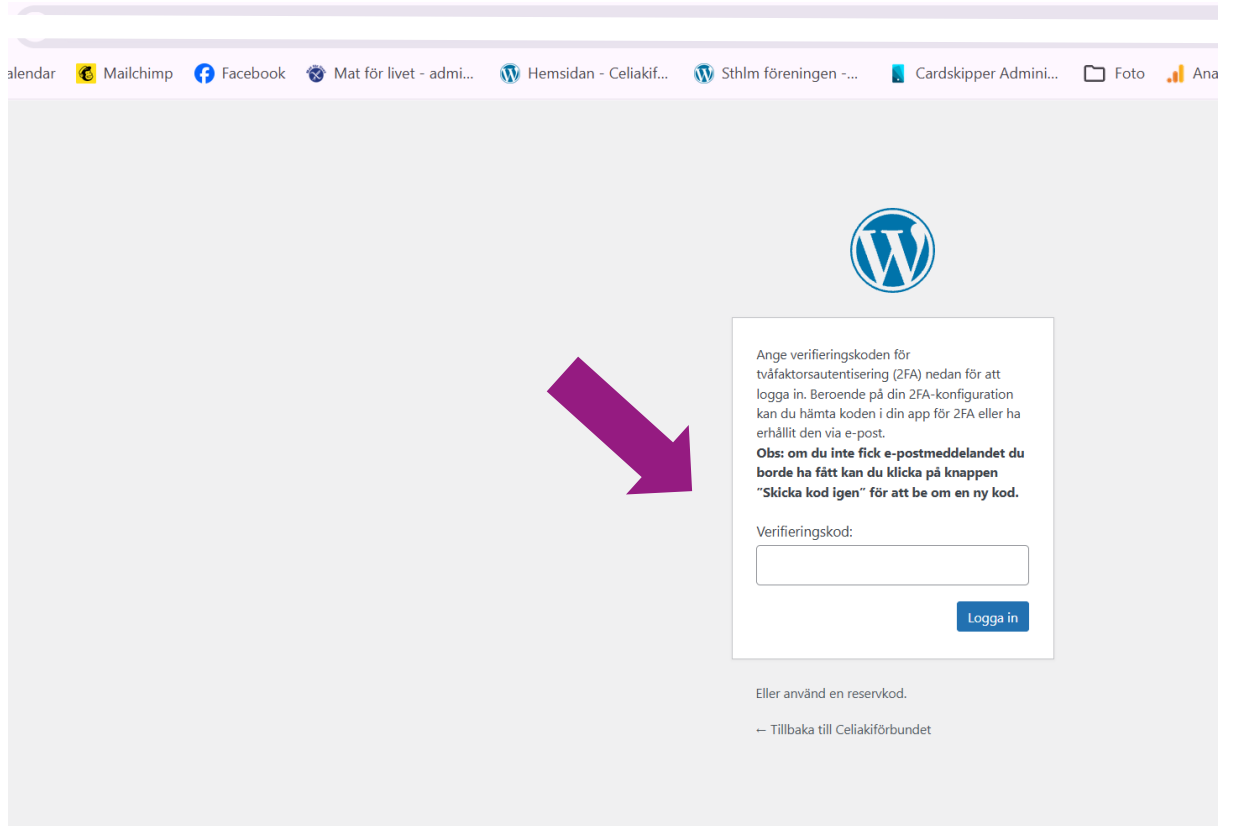 alendar Mailchimp Facebook Mat för livet - admi... Hemsidan - Celiakif... Sthlm föreningen -... Cardskipper Admini... Foto Ana
Ange verifieringskoden för
tvåfaktorsautentisering (2FA) nedan för att
logga in. Beroende på din 2FA-konfiguration
kan du hämta koden i din app för 2FA eller ha
erhållit den via e-post.
Obs: om du inte fick e-postmeddelandet du
borde ha fått kan du klicka på knappen
”Skicka kod igen” för att be om en ny kod.
Verifieringskod:
Logga in
Eller använd en reservkod.
← Tillbaka till Celiakiförbundet